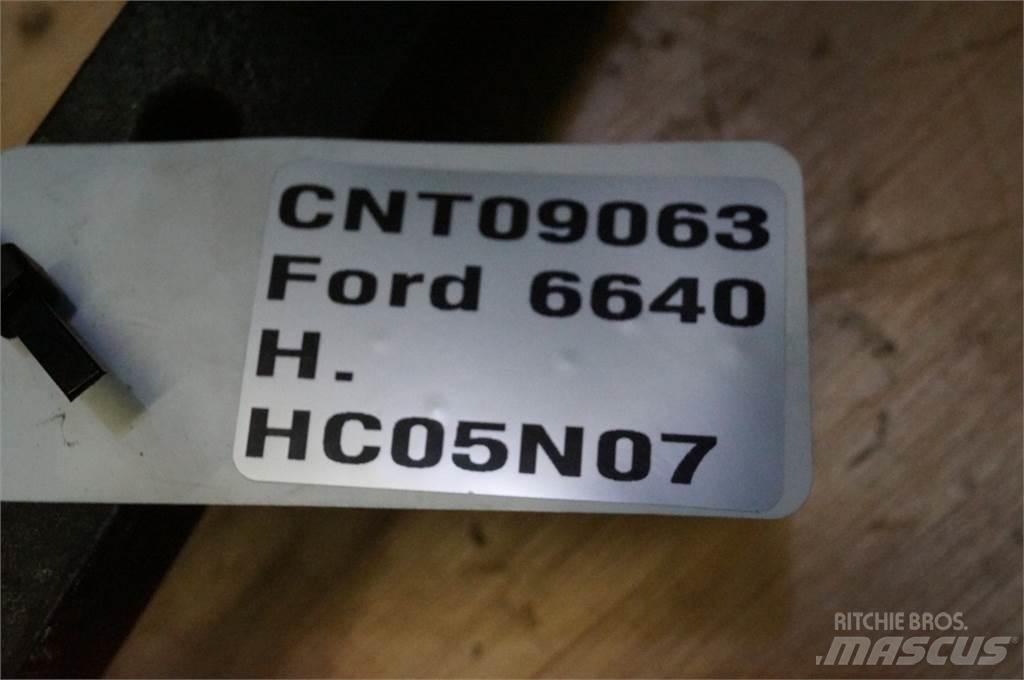 CNT09063
Ford 6640
H.
HC05N07
RITCHIE BROS.
MASCUS